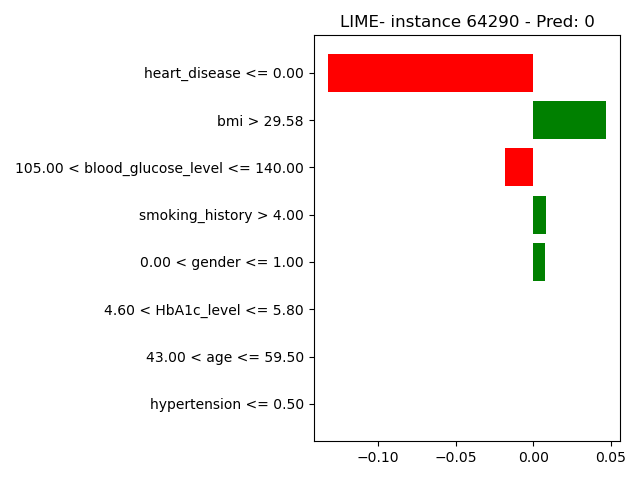 LIME- instance 64290 - Pred: 0
heart_disease <= 0.00
bmi > 29.58
105.00 < blood_glucose_level <= 140.00
smoking_history > 4.00
0.00 < gender <= 1.00
4.60 < HbA1c_level <= 5.80
43.00 < age <= 59.50
hypertension <= 0.50
−0.10 −0.05 0.00 0.05